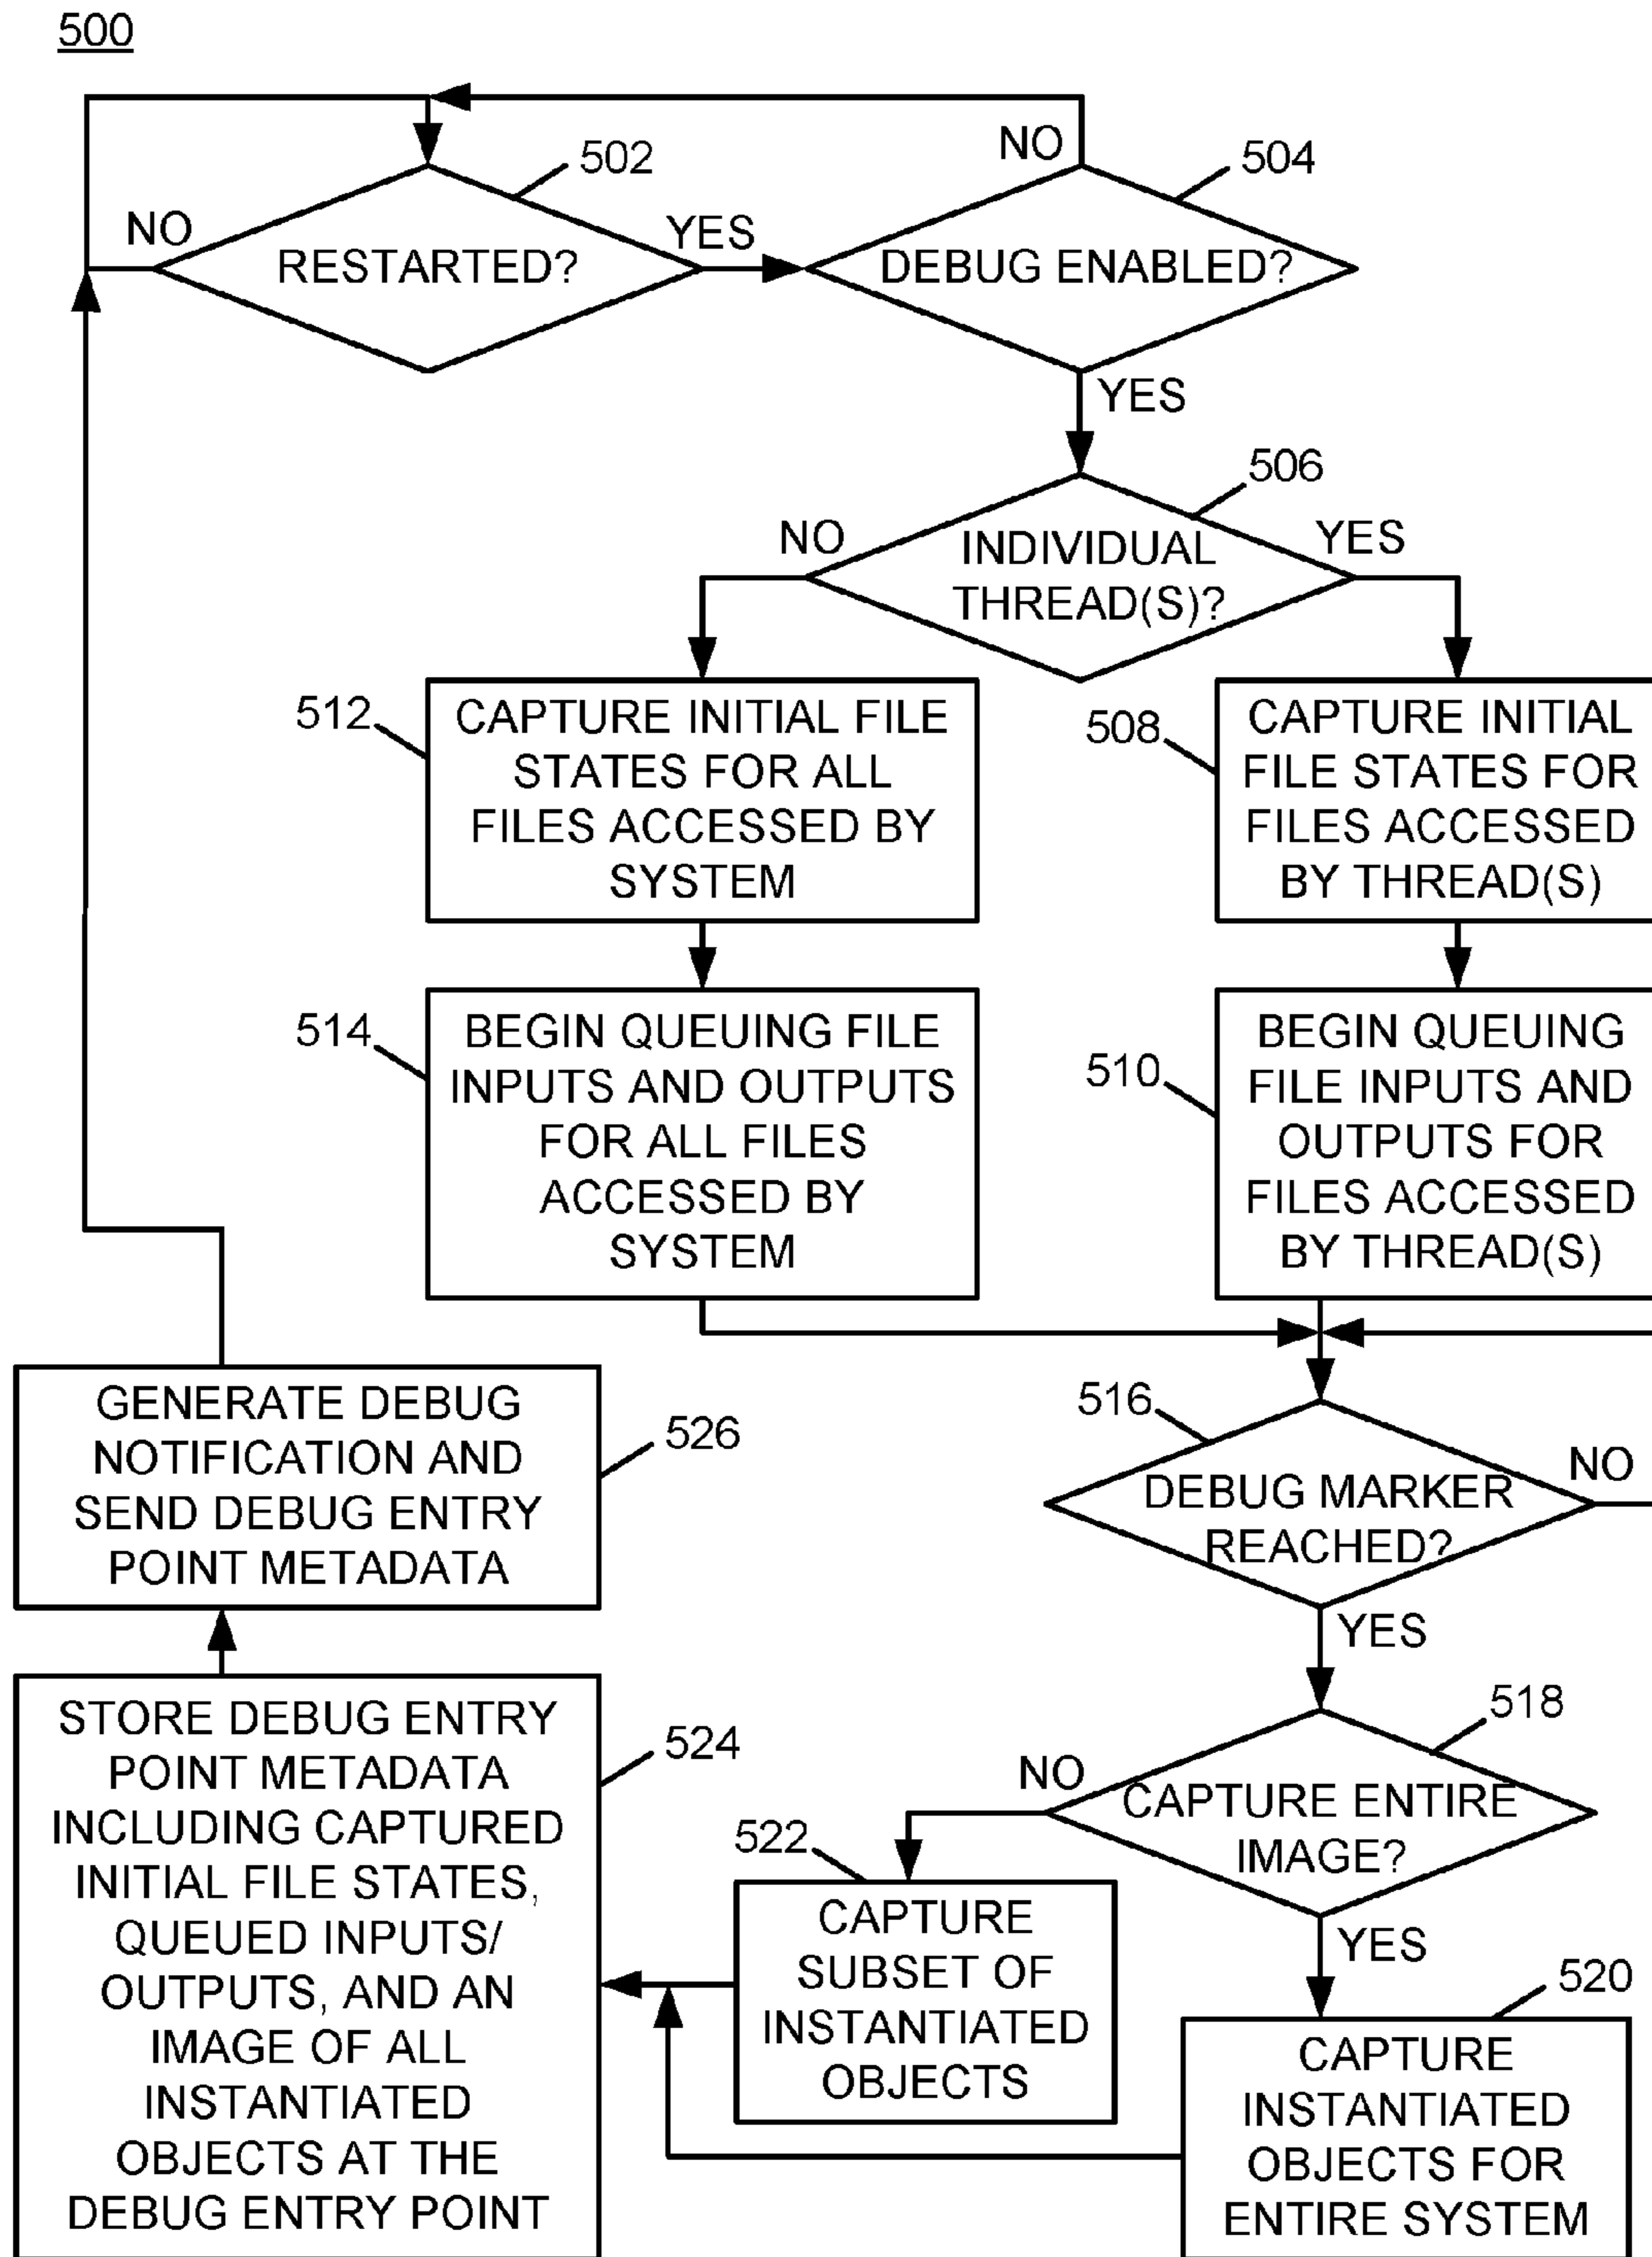 500
502
504
NO
NO
YES
RESTARTED?
DEBUG ENABLED?
YES
506
NO
YES
INDIVIDUAL
THREAD(S)?
512
CAPTURE INITIAL FILE
STATES FOR ALL
FILES ACCESSED BY
SYSTEM
508
CAPTURE INITIAL
FILE STATES FOR
FILES ACCESSED
BY THREAD(S)
514
BEGIN QUEUING FILE
INPUTS AND OUTPUTS
FOR ALL FILES
ACCESSED BY
SYSTEM
510
BEGIN QUEUING
FILE INPUTS AND
OUTPUTS FOR
FILES ACCESSED
BY THREAD(S)
516
DEBUG MARKER
REACHED?
NO
YES
518
NO
CAPTURE ENTIRE
IMAGE?
YES
522
CAPTURE
SUBSET OF
INSTANTIATED
OBJECTS
520
CAPTURE
INSTANTIATED
OBJECTS FOR
ENTIRE SYSTEM
524
STORE DEBUG ENTRY
POINT METADATA
INCLUDING CAPTURED
INITIAL FILE STATES,
QUEUED INPUTS/
OUTPUTS, AND AN
IMAGE OF ALL
INSTANTIATED
OBJECTS AT THE
DEBUG ENTRY POINT
526
GENERATE DEBUG
NOTIFICATION AND
SEND DEBUG ENTRY
POINT METADATA